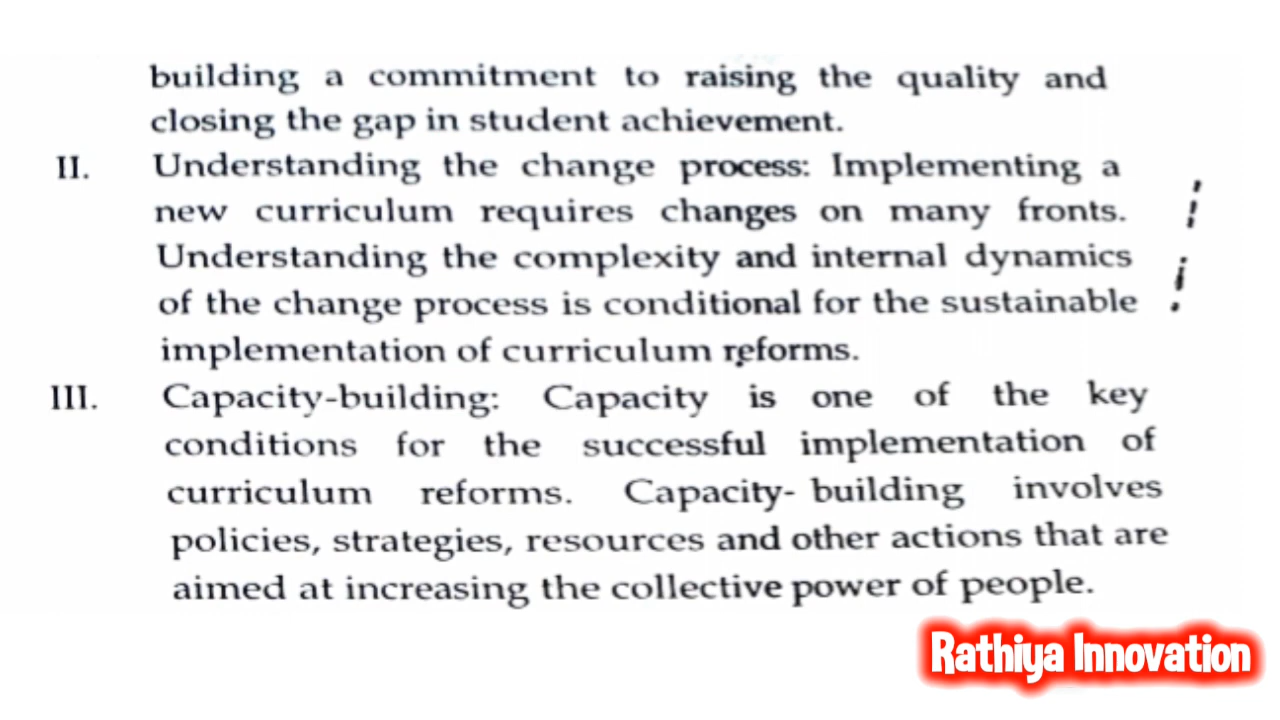 building a commitment to raising the quality and
closing the gap in student achievement.
II. Understanding the change process: Implementing a
new curriculum requires changes on many fronts.
Understanding the complexity and internal dynamics
of the change process is conditional for the sustainable
implementation of curriculum reforms.
III. Capacity-building: Capacity is one of the key
conditions for the successful implementation of
curriculum reforms. Capacity- building involves
policies, strategies, resources and other actions that are
aimed at increasing the collective power of people.
Rathiya Innovation